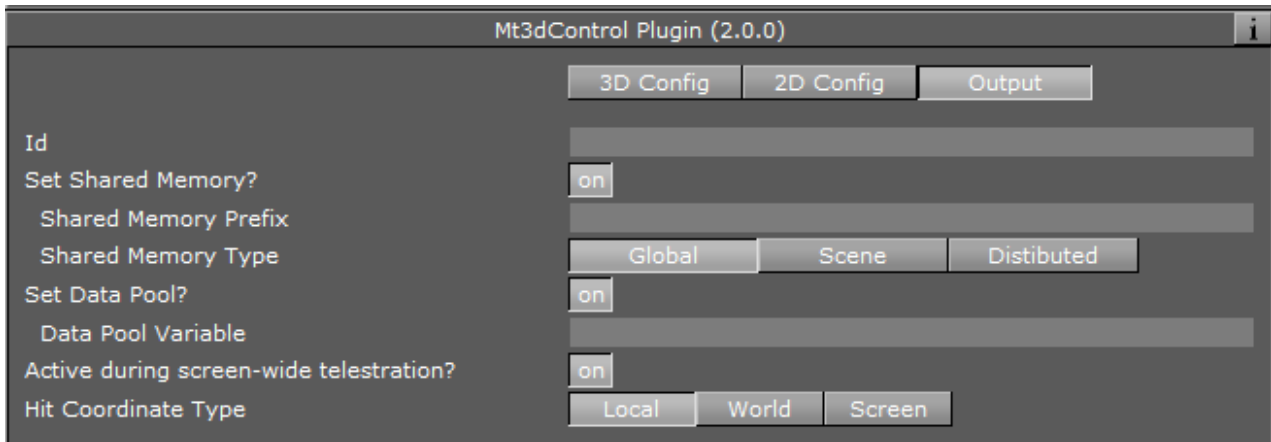 Mt3dControl Plugin (2.0.0) i
3D Config 2D Config Output
Id
Set Shared Memory? on
Shared Memory Prefix
Shared Memory Type Global Scene Distibuted
Set Data Pool? on
Data Pool Variable
Active during screen-wide telestration? on
Hit Coordinate Type Local World Screen